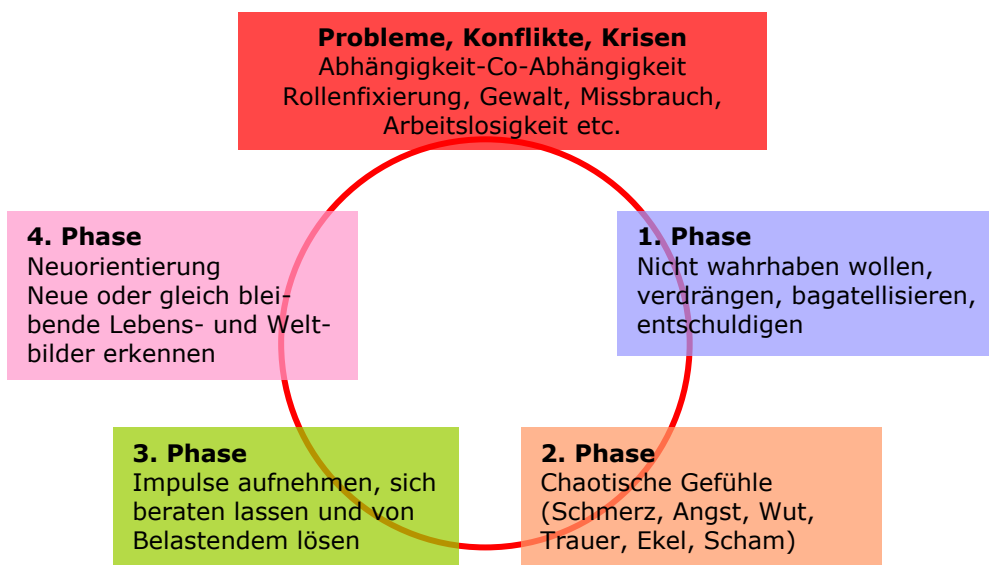 Probleme, Konflikte, Krisen
Abhängigkeit-Co-Abhängigkeit
Rollenfixierung, Gewalt, Missbrauch,
Arbeitslosigkeit etc.
1. Phase
Nicht wahrhaben wollen,
verdrängen, bagatellisieren,
entschuldigen
2. Phase
Chaotische Gefühle
(Schmerz, Angst, Wut,
Trauer, Ekel, Scham)
3. Phase
Impulse aufnehmen, sich
beraten lassen und von
Belastendem lösen
4. Phase
Neuorientierung
Neue oder gleich blei-
bende Lebens- und Welt-
bilder erkennen